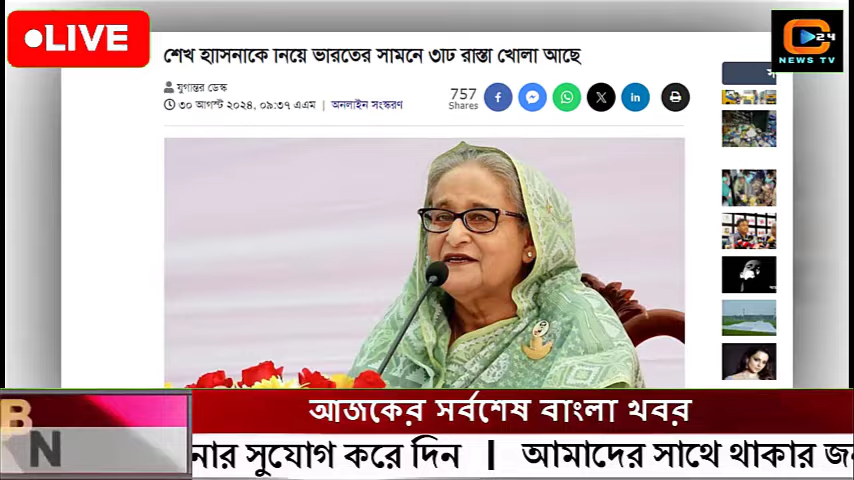 LIVE
C 24
NEWS TV
শেখ হাসিনাকে নিয়ে ভারতের সামনে ৩টি রাস্তা খোলা আছে
যুগান্তর ডেস্ক
৩০ আগস্ট ২০২৪, ০৯:৩৭ এএম | অনলাইন সংস্করণ
757
Shares
B
N
আজকের সর্বশেষ বাংলা খবর
নার সুযোগ করে দিন | আমাদের সাথে থাকার জন